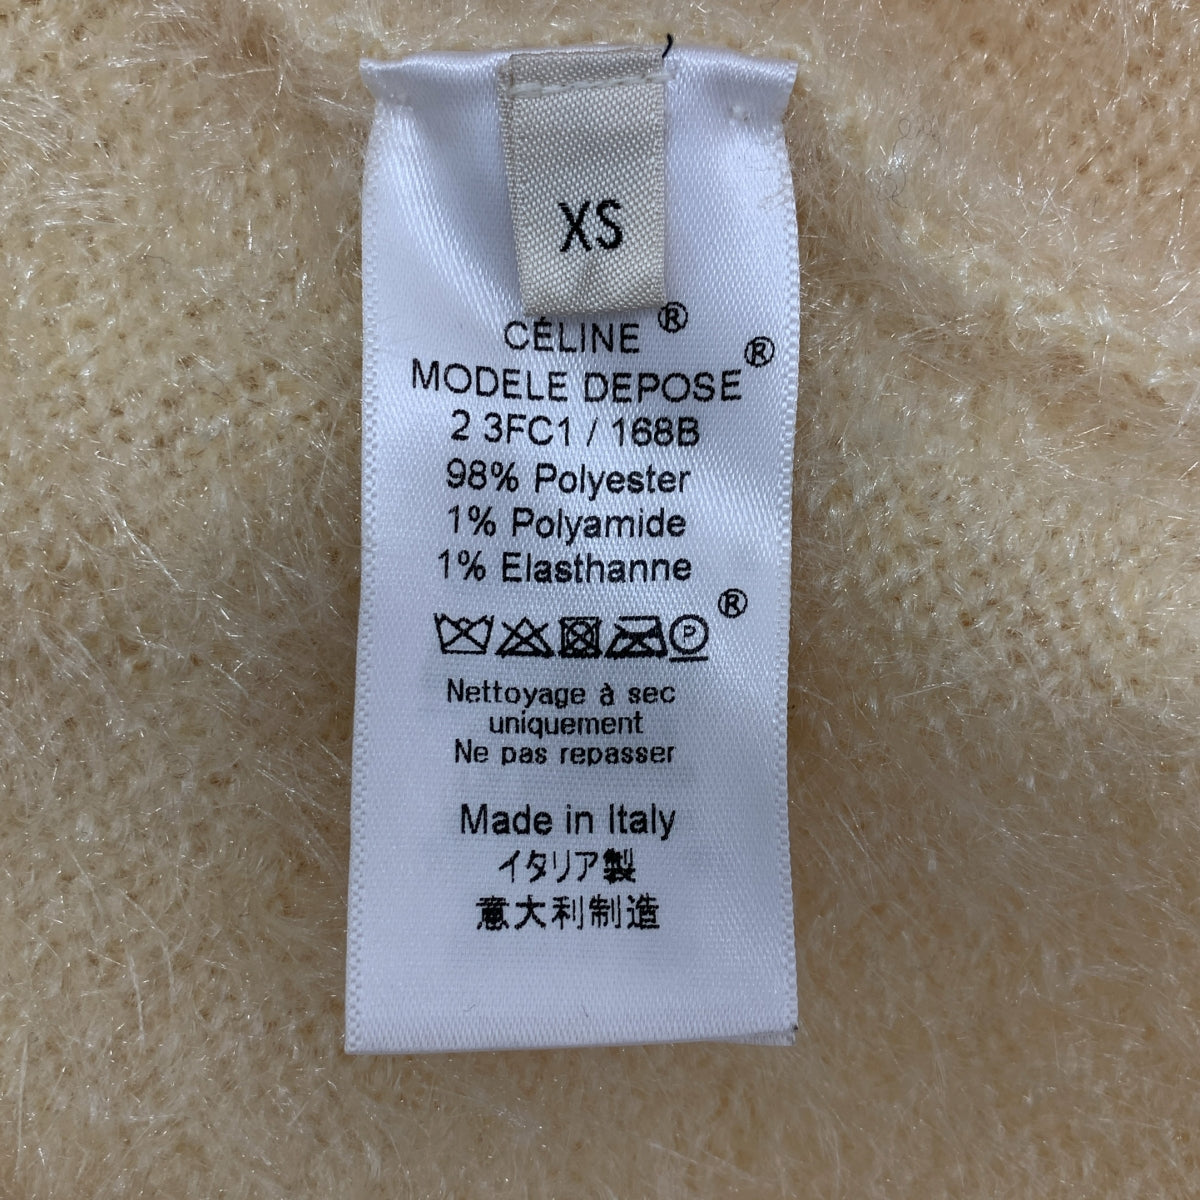 XS
CÉLINE ®
MODELE DEPOSE ®
2 3FC1 / 168B
98% Polyester
1% Polyamide
1% Elasthanne
P ®
Nettoyage à sec
uniquement
Ne pas repasser
Made in Italy
イタリア製
意大利制造